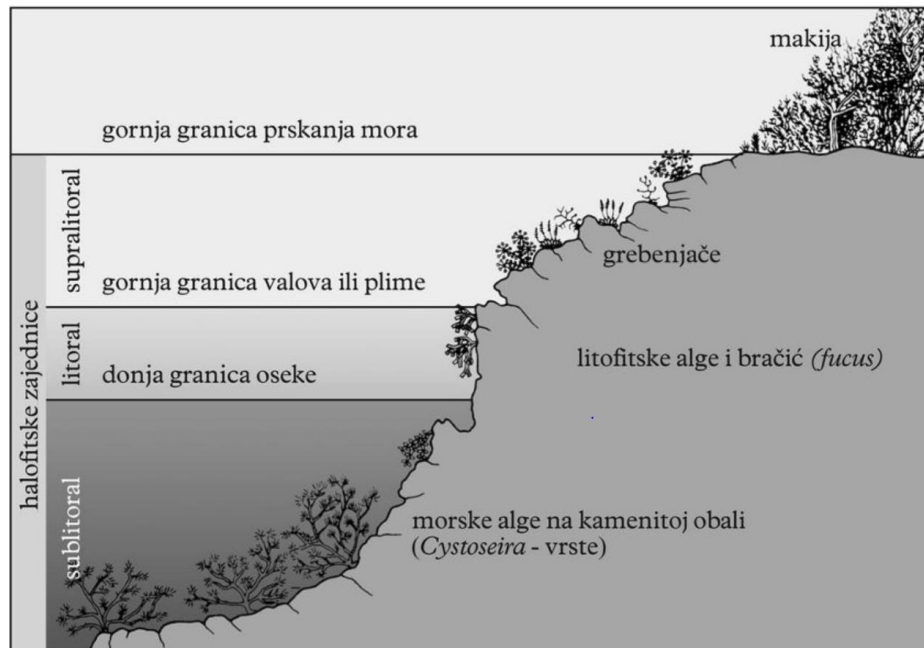 makija
gornja granica prskanja mora
supralitoral
grebenjače
gornja granica valova ili plime
halofitske zajednice
litoral
litofitske alge i bračić (fucus)
donja granica oseke
sublitoral
morske alge na kamenitoj obali
(Cystoseira - vrste)